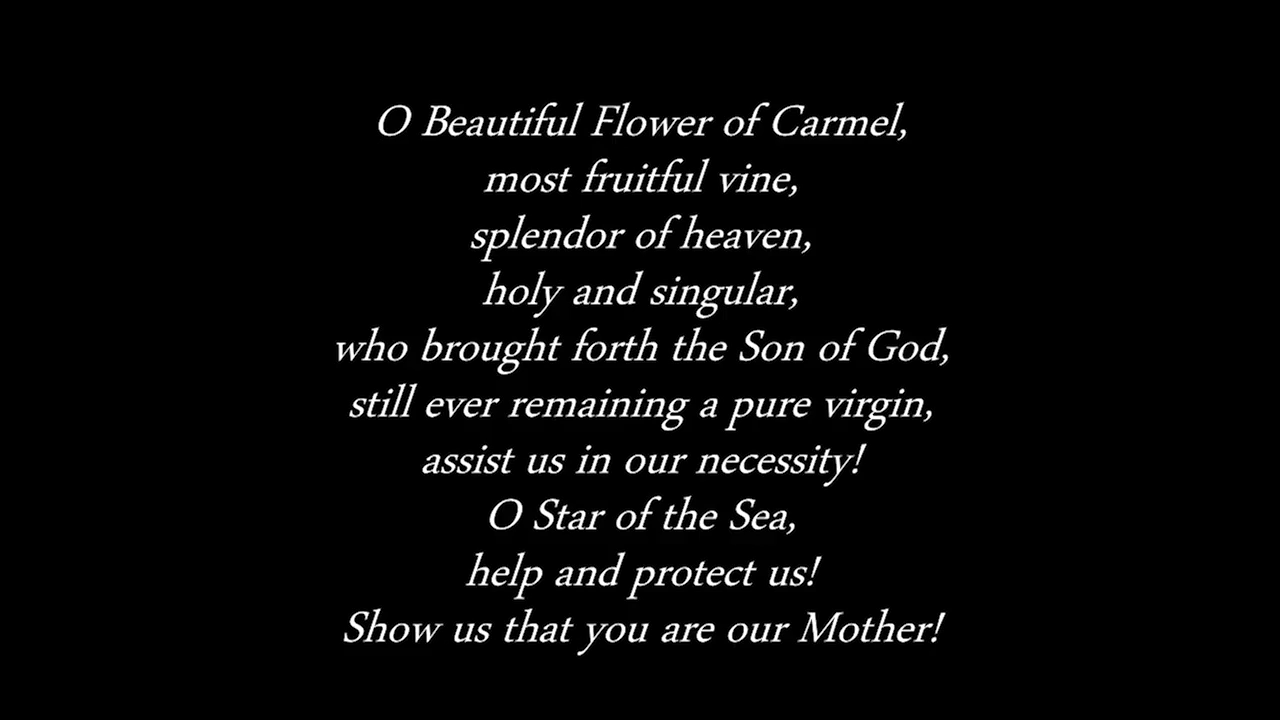 O Beautiful Flower of Carmel,
most fruitful vine,
splendor of heaven,
holy and singular,
who brought forth the Son of God,
still ever remaining a pure virgin,
assist us in our necessity!
O Star of the Sea,
help and protect us!
Show us that you are our Mother!